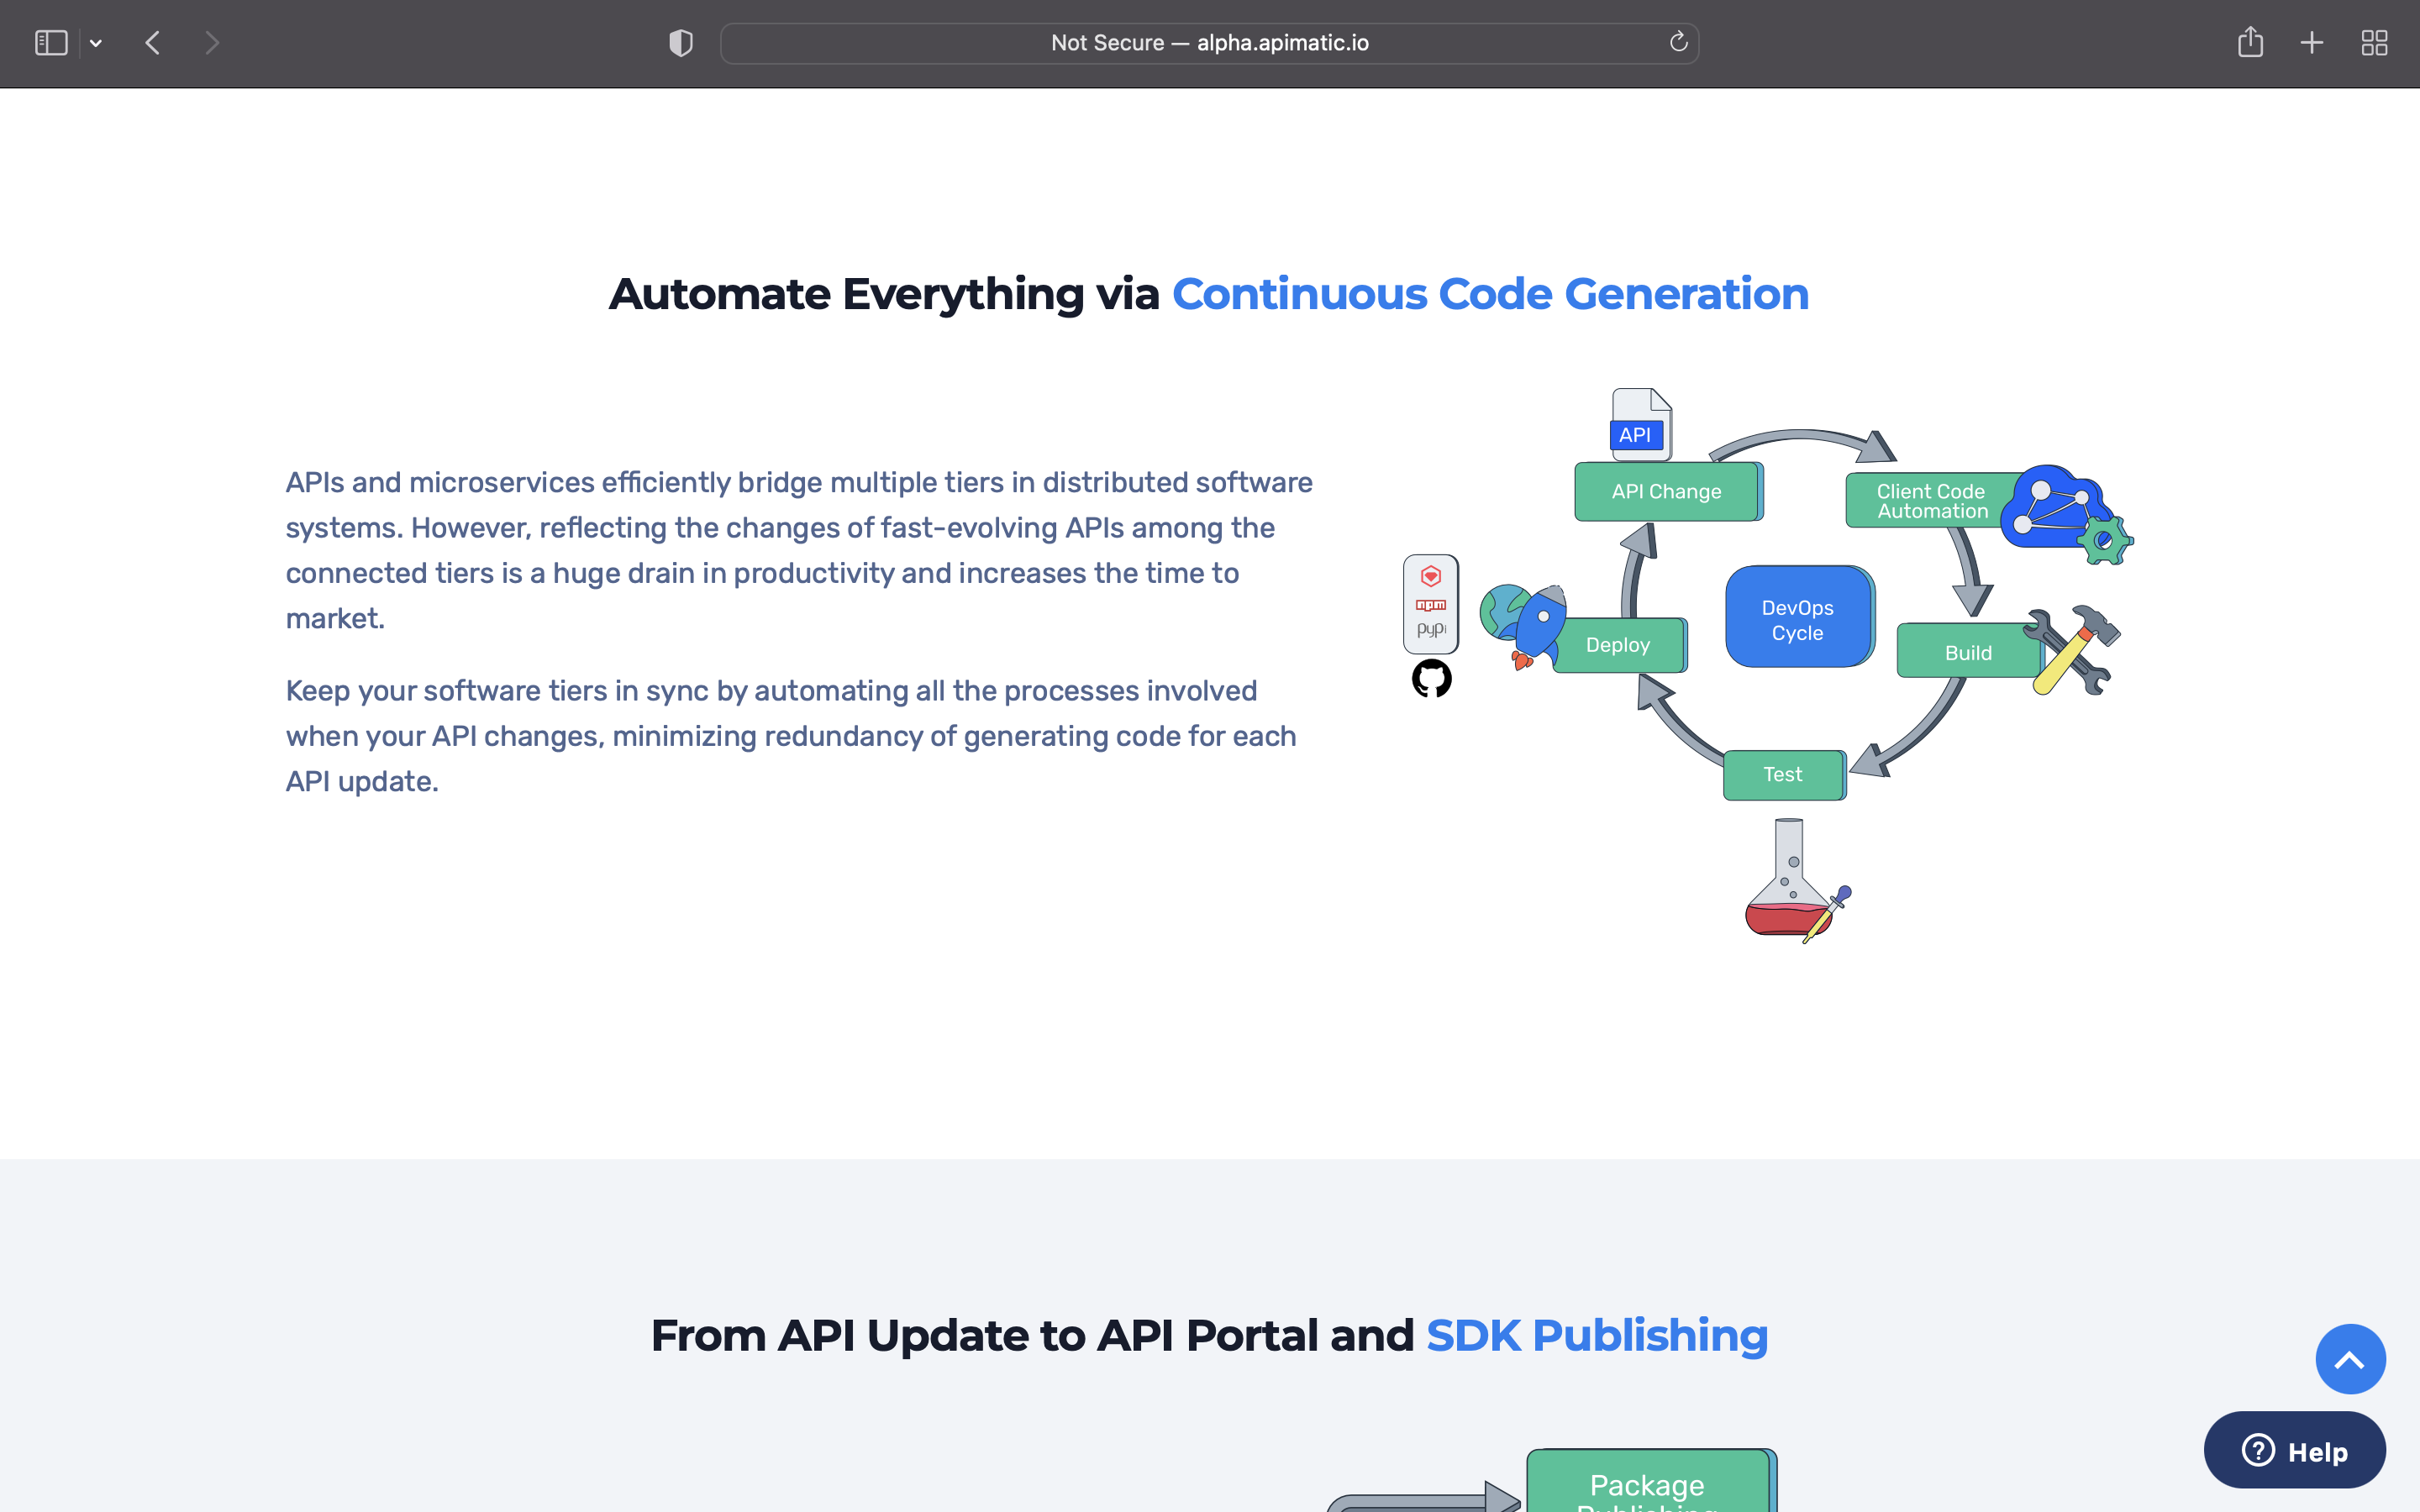 Not Secure — alpha.apimatic.io
Automate Everything via Continuous Code Generation
APIs and microservices efficiently bridge multiple tiers in distributed software
systems. However, reflecting the changes of fast-evolving APIs among the
connected tiers is a huge drain in productivity and increases the time to
market.
Keep your software tiers in sync by automating all the processes involved
when your API changes, minimizing redundancy of generating code for each
API update.
API
API Change
Client Code
Automation
DevOps
Cycle
npm
pypi
Deploy
Build
Test
From API Update to API Portal and SDK Publishing
Package
Publishing
Help